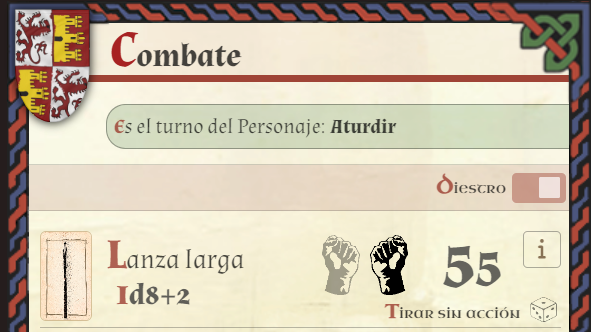 Combate
Es el turno del Personaje: Aturdir
Diestro
Lanza larga
1d8+2
55
i
Tirar sin acción